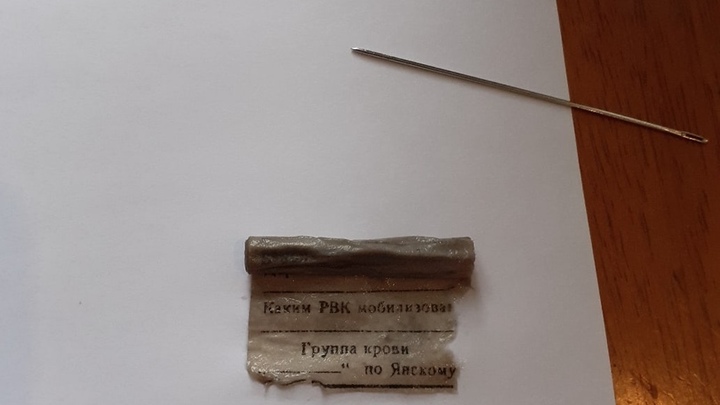 Каким РВК мобилизован
Группа крови
„ “ по Янскому